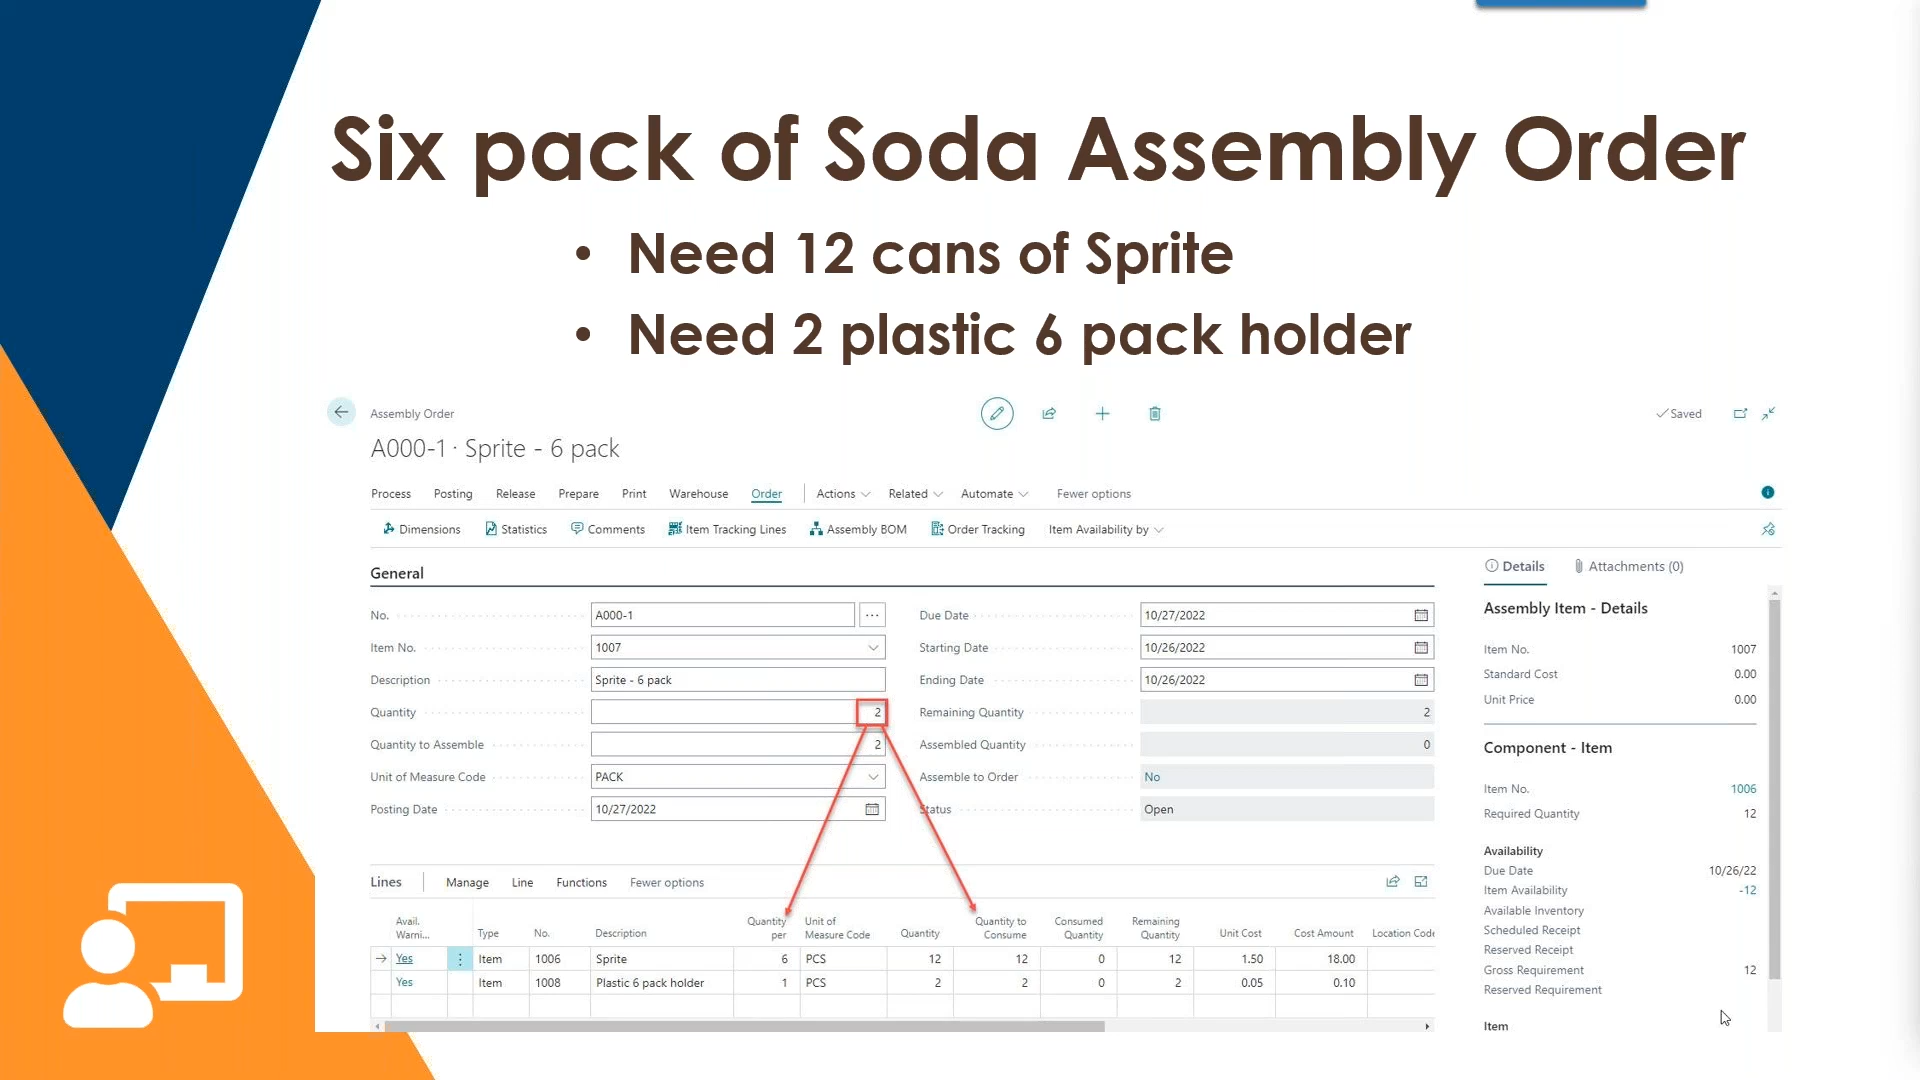 Six pack of Soda Assembly Order
• Need 12 cans of Sprite
• Need 2 plastic 6 pack holder
Assembly Order
Saved
A000-1 · Sprite - 6 pack
Process Posting Release Prepare Print Warehouse Order Actions Related Automate Fewer options
Dimensions Statistics Comments Item Tracking Lines Assembly BOM Order Tracking Item Availability by
General
No. A000-1 ... Due Date 10/27/2022
Item No. 1007 Starting Date 10/26/2022
Description Sprite - 6 pack Ending Date 10/26/2022
Quantity 2 Remaining Quantity 2
Quantity to Assemble 2 Assembled Quantity 0
Unit of Measure Code PACK Assemble to Order No
Posting Date 10/27/2022 Status Open
Details Attachments (0)
Assembly Item - Details
Item No. 1007
Standard Cost 0.00
Unit Price 0.00
Component - Item
Item No. 1006
Required Quantity 12
Availability
Due Date 10/26/22
Item Availability -12
Available Inventory
Scheduled Receipt
Reserved Receipt
Gross Requirement 12
Reserved Requirement
Item
Lines Manage Line Functions Fewer options
Avail. Warni... Type No. Description Quantity per Unit of Measure Code Quantity Quantity to Consume Consumed Quantity Remaining Quantity Unit Cost Cost Amount Location Code
Yes Item 1006 Sprite 6 PCS 12 12 0 12 1.50 18.00
Yes Item 1008 Plastic 6 pack holder 1 PCS 2 2 0 2 0.05 0.10